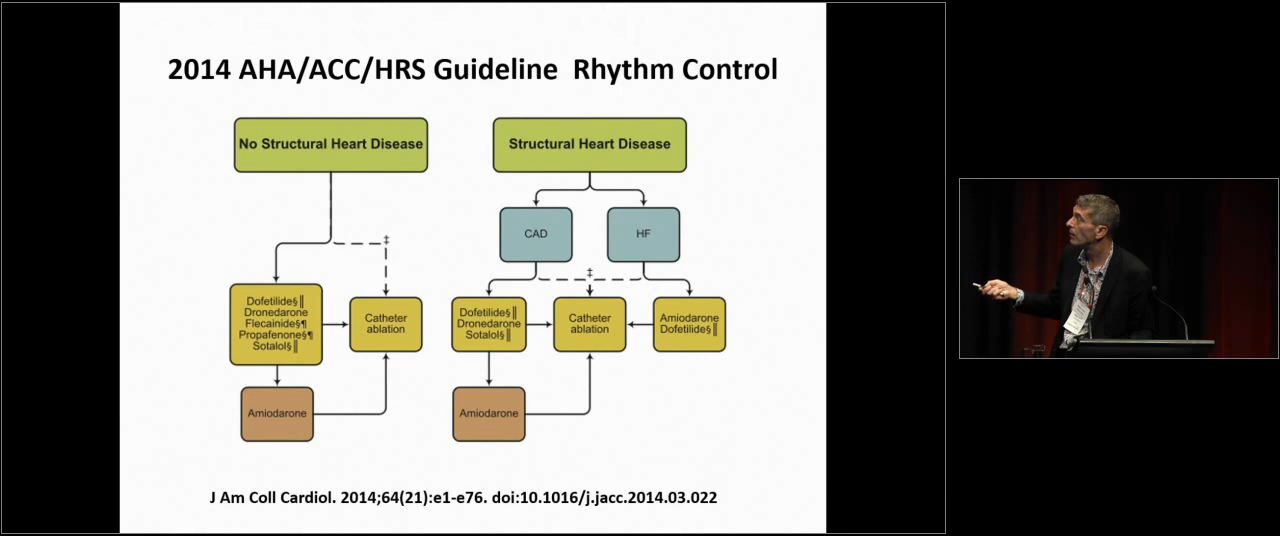 2014 AHA/ACC/HRS Guideline  Rhythm Control
No Structural Heart Disease
Structural Heart Disease
CAD
HF
‡
‡
Dofetilide§║
Dronedarone
Flecainide§¶
Propafenone§¶
Sotalol§║
Catheter
ablation
Dofetilide§║
Dronedarone
Sotalol§║
Catheter
ablation
Amiodarone
Dofetilide§║
Amiodarone
Amiodarone
J Am Coll Cardiol. 2014;64(21):e1-e76. doi:10.1016/j.jacc.2014.03.022